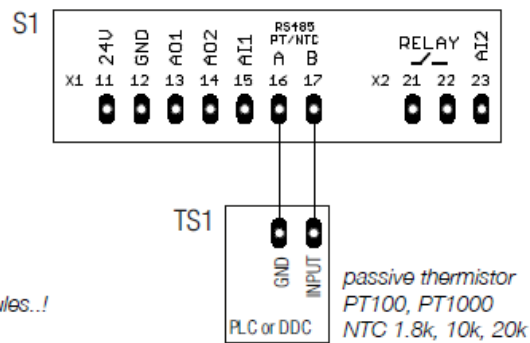 S1
24V GND AO1 AO2 AI1 RS485 PT/NTC A B RELAY AI2
X1 11 12 13 14 15 16 17 X2 21 22 23
TS1
GND INPUT
PLC or DDC
passive thermistor
PT100, PT1000
NTC 1.8k, 10k, 20k
ules..!